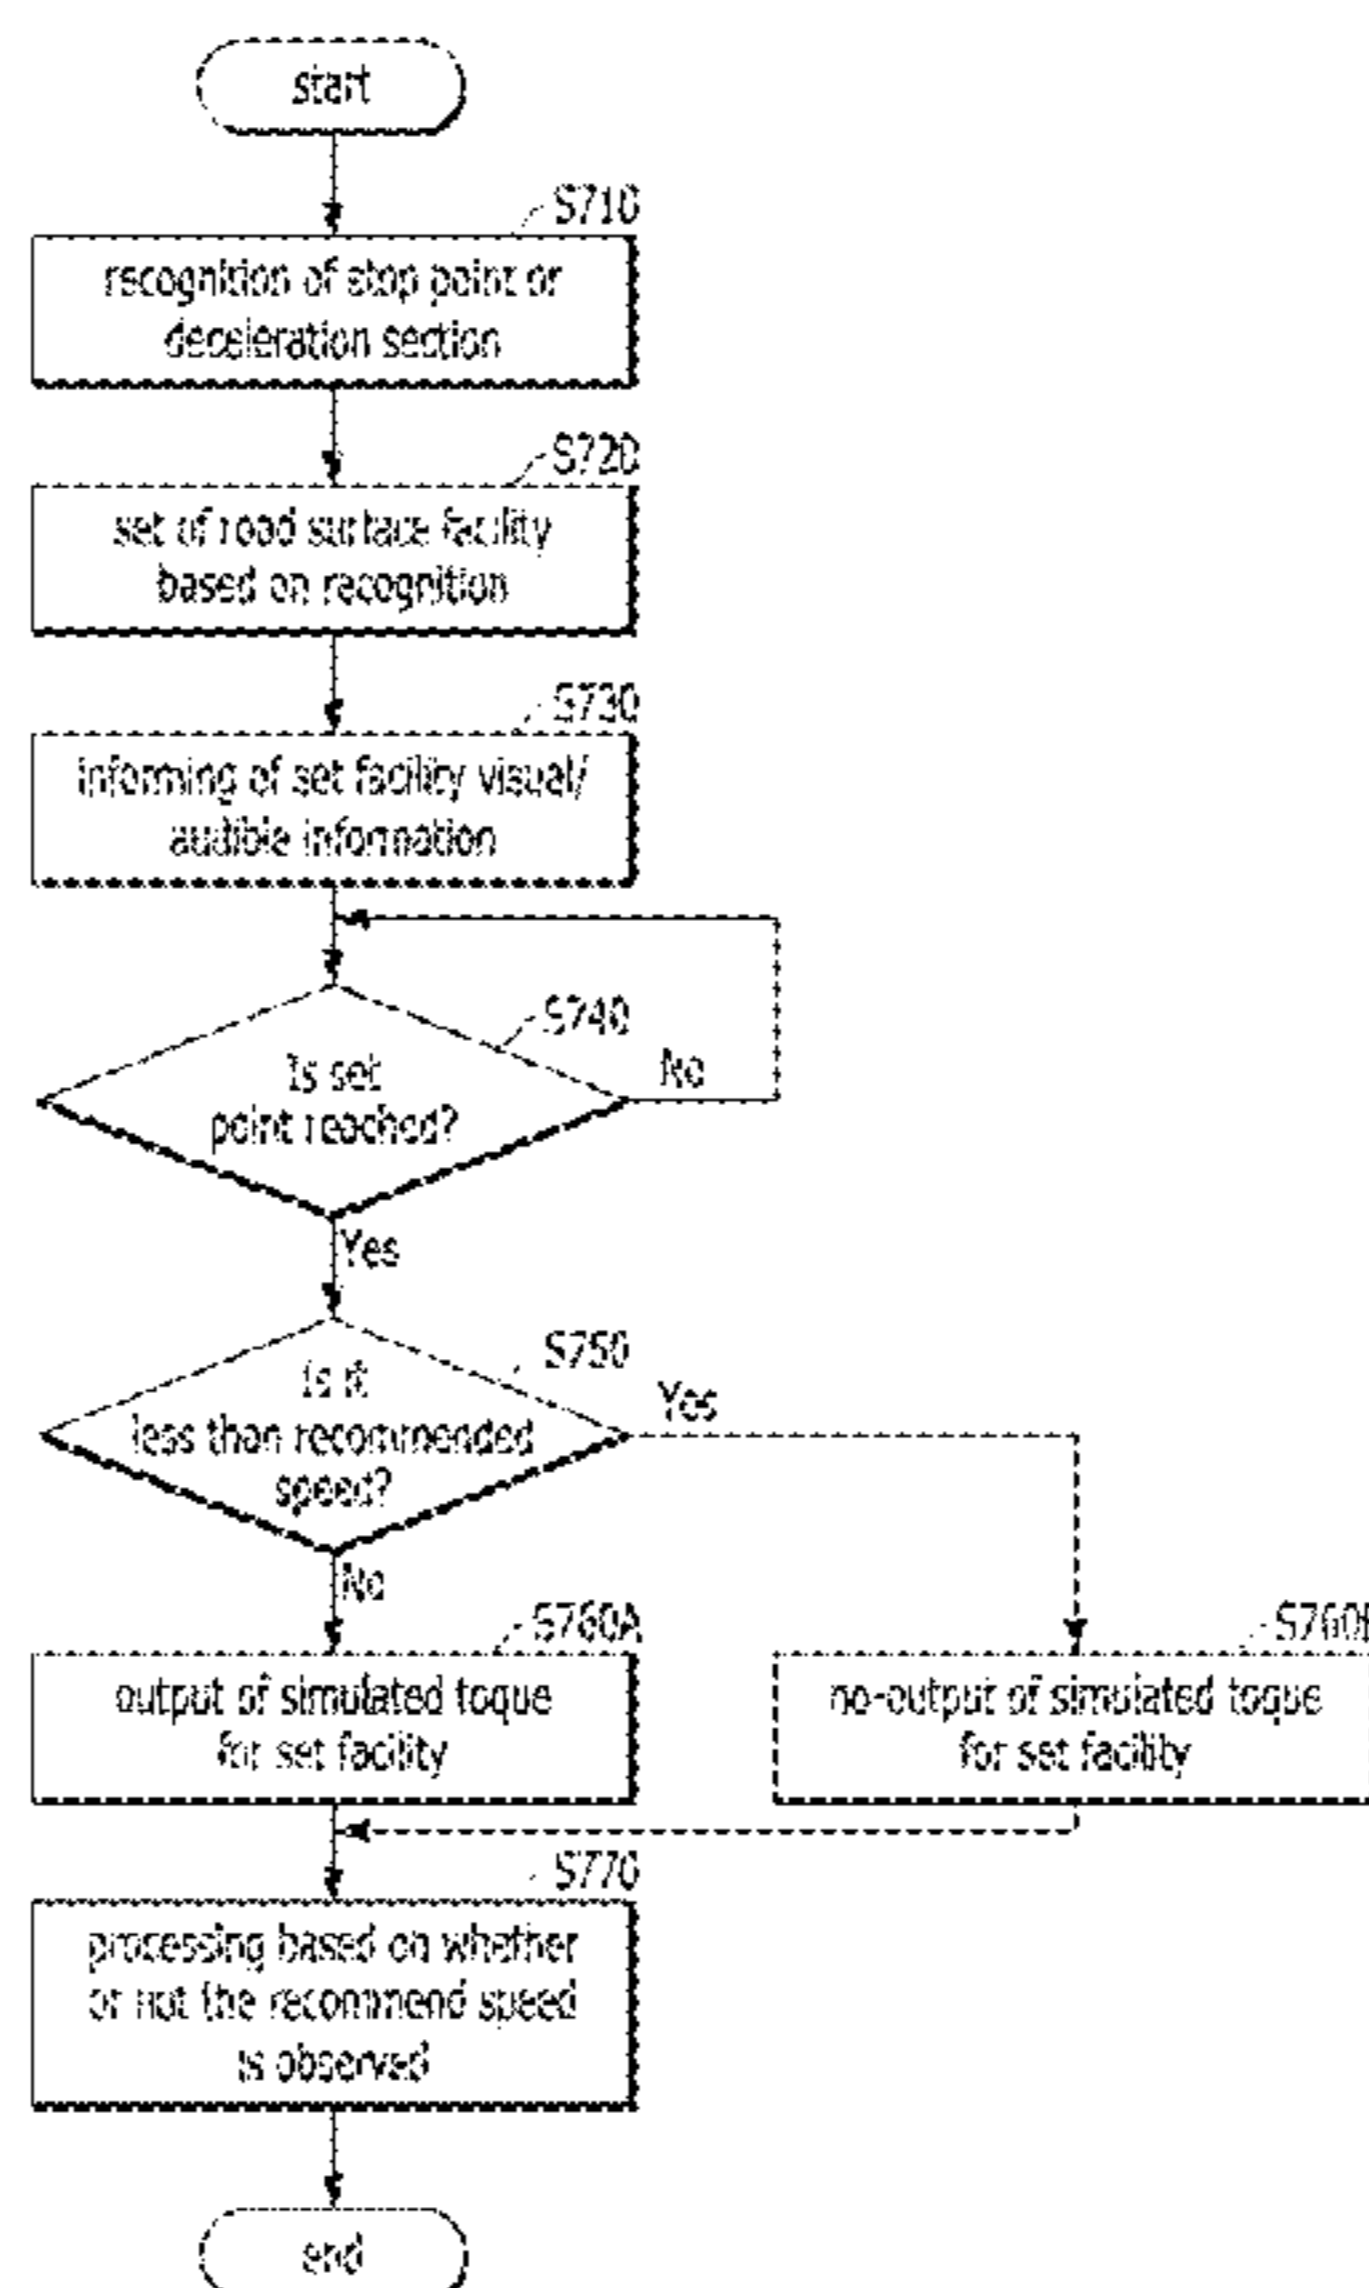 start
S710
recognition of stop point or
deceleration section
S720
set of road surface facility
based on recognition
S730
informing of set facility visual/
audible information
S740
Is set
point reached?
No
Yes
S750
Is it
less than recommended
speed?
Yes
No
S760A
output of simulated toque
for set facility
S760B
no-output of simulated toque
for set facility
S770
processing based on whether
or not the recommend speed
is observed
end